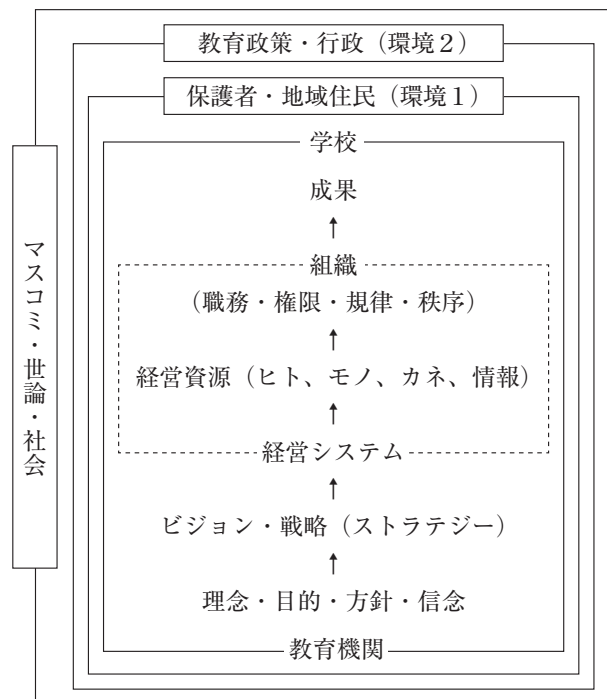 教育政策・行政（環境２）
保護者・地域住民（環境１）
学校
成果
↑
組織
（職務・権限・規律・秩序）
↑
経営資源（ヒト、モノ、カネ、情報）
↑
経営システム
↑
ビジョン・戦略（ストラテジー）
↑
理念・目的・方針・信念
教育機関
マスコミ・世論・社会